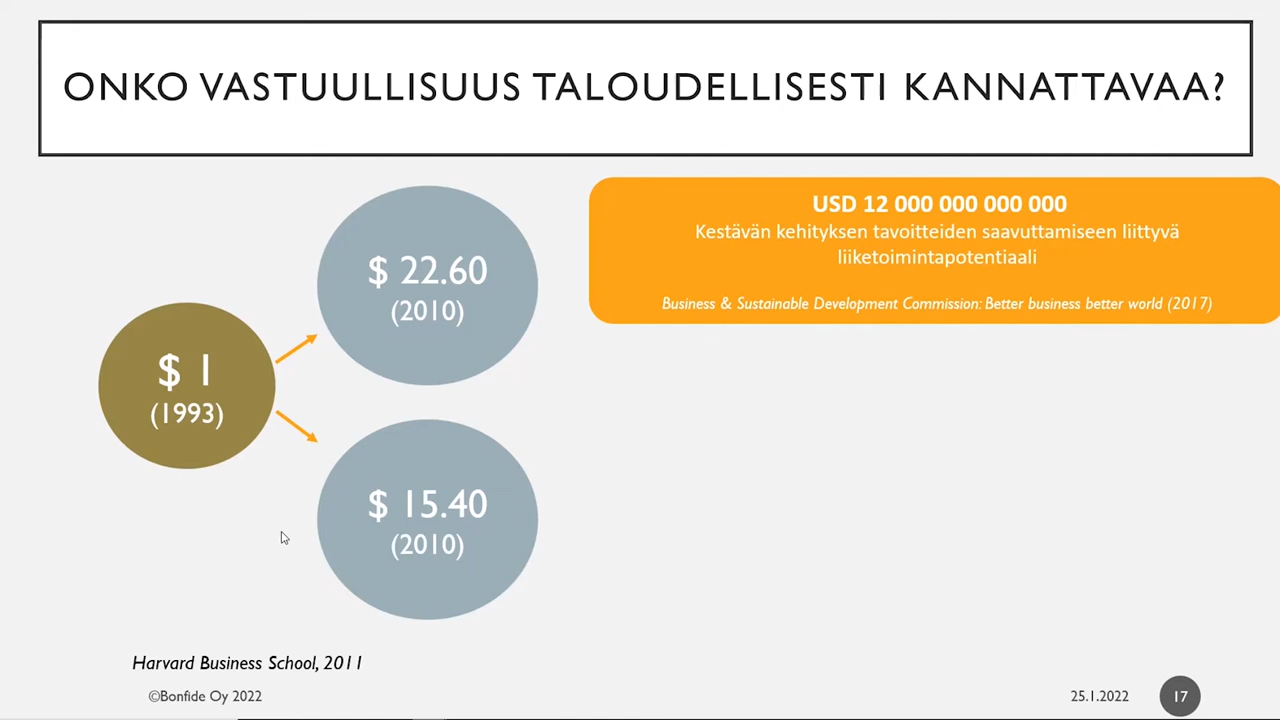 ONKO VASTUULLISUUS TALOUDELLISESTI KANNATTAVAA?
$ 22.60
(2010)
$ 1
(1993)
$ 15.40
(2010)
USD 12 000 000 000 000
Kestävän kehityksen tavoitteiden saavuttamiseen liittyvä
liiketoimintapotentiaali
Business & Sustainable Development Commission: Better business better world (2017)
Harvard Business School, 2011
©Bonfide Oy 2022
25.1.2022
17